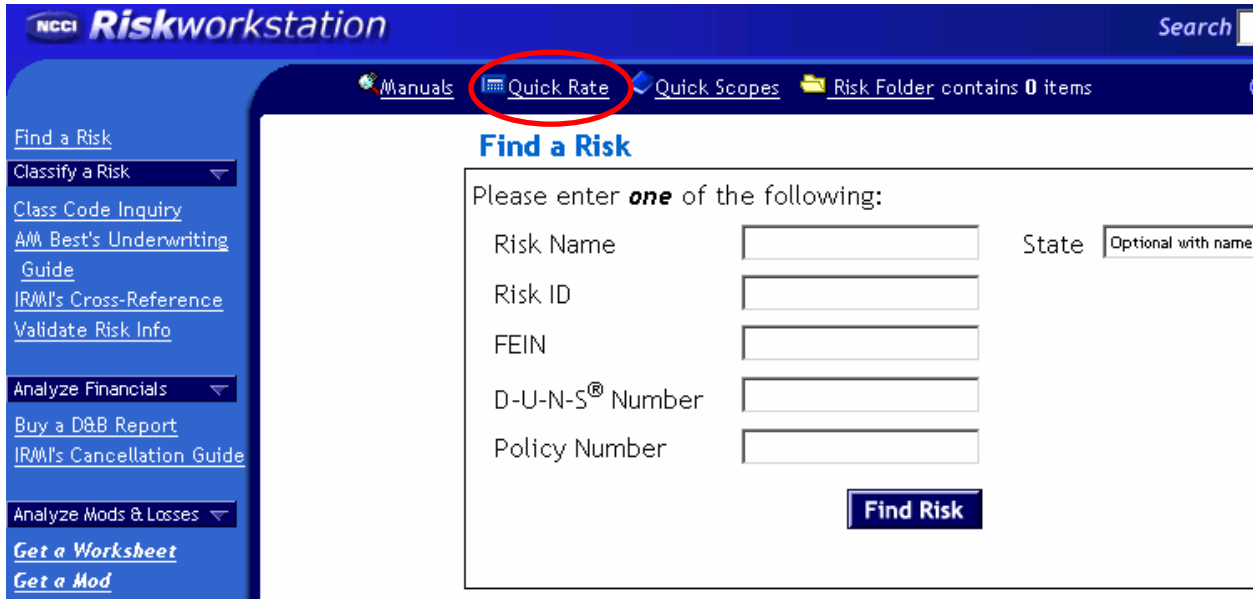 NCCI Riskworkstation
Search
Manuals Quick Rate Quick Scopes Risk Folder contains 0 items
Find a Risk
Classify a Risk
Class Code Inquiry
AM Best's Underwriting
Guide
IRMI's Cross-Reference
Validate Risk Info
Analyze Financials
Buy a D&B Report
IRMI's Cancellation Guide
Analyze Mods & Losses
Get a Worksheet
Get a Mod
Find a Risk
Please enter one of the following:
Risk Name State Optional with name
Risk ID
FEIN
D-U-N-S® Number
Policy Number
Find Risk